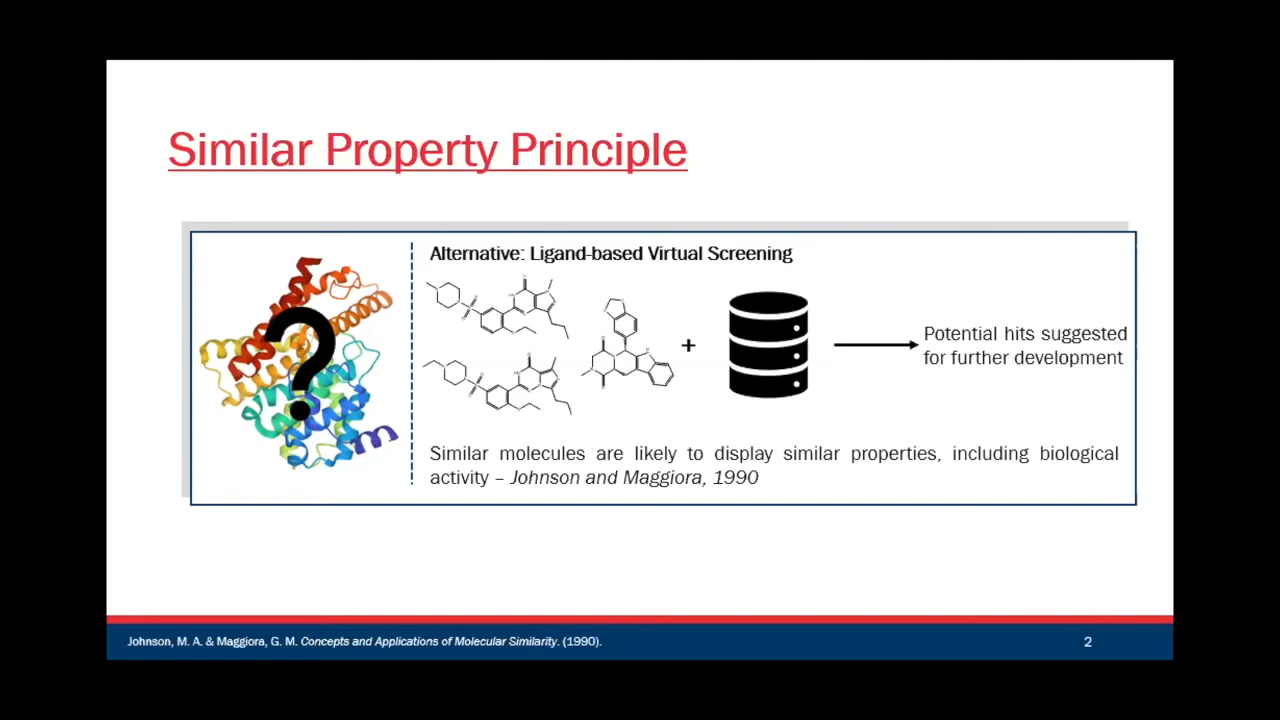 Similar Property Principle
Alternative: Ligand-based Virtual Screening
+
Potential hits suggested
for further development
Similar molecules are likely to display similar properties, including biological
activity – Johnson and Maggiora, 1990
Johnson, M. A. & Maggiora, G. M. Concepts and Applications of Molecular Similarity. (1990).
2